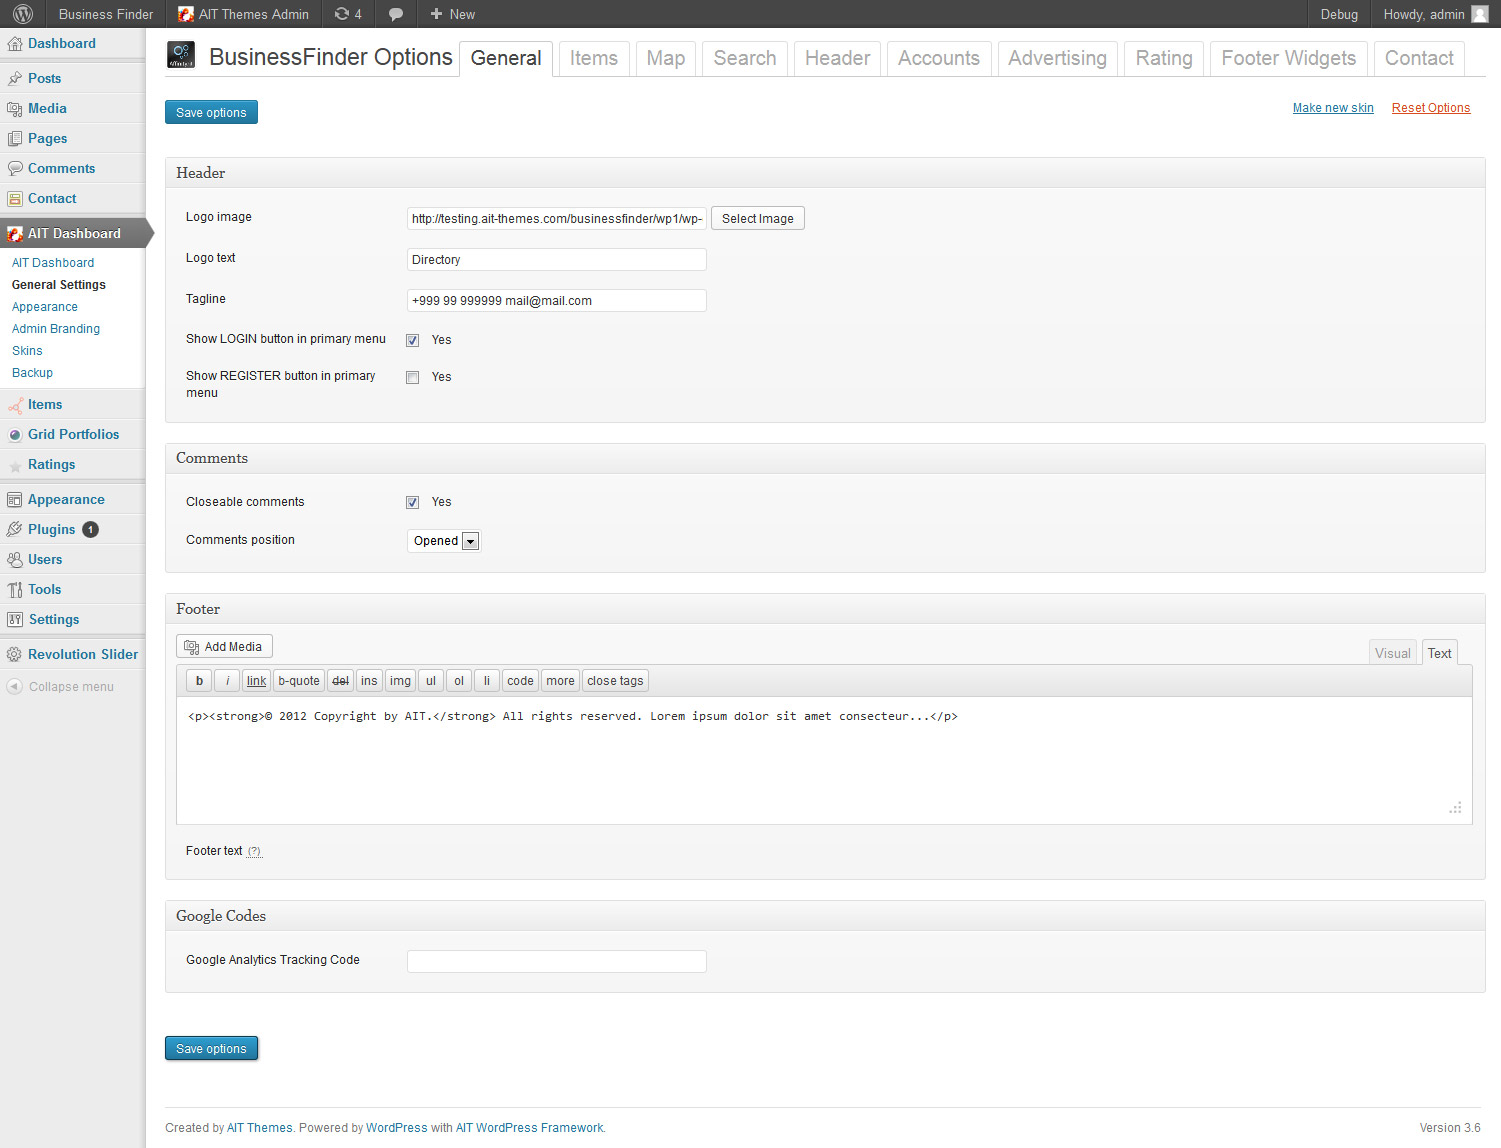 Business Finder
AIT Themes Admin
4
New
Debug
Howdy, admin
Dashboard
Posts
Media
Pages
Comments
Contact
AIT Dashboard
AIT Dashboard
General Settings
Appearance
Admin Branding
Skins
Backup
Items
Grid Portfolios
Ratings
Appearance
Plugins 1
Users
Tools
Settings
Revolution Slider
Collapse menu
BusinessFinder Options
General
Items
Map
Search
Header
Accounts
Advertising
Rating
Footer Widgets
Contact
Save options
Make new skin
Reset Options
Header
Logo image
http://testing.ait-themes.com/businessfinder/wp1/wp-
Select Image
Logo text
Directory
Tagline
+999 99 999999 mail@mail.com
Show LOGIN button in primary menu
Yes
Show REGISTER button in primary
menu
Yes
Comments
Closeable comments
Yes
Comments position
Opened
Footer
Add Media
Visual
Text
b
i
link
b-quote
del
ins
img
ul
ol
li
code
more
close tags
<p><strong>© 2012 Copyright by AIT.</strong> All rights reserved. Lorem ipsum dolor sit amet consecteur...</p>
Footer text (?)
Google Codes
Google Analytics Tracking Code
Save options
Created by AIT Themes. Powered by WordPress with AIT WordPress Framework.
Version 3.6